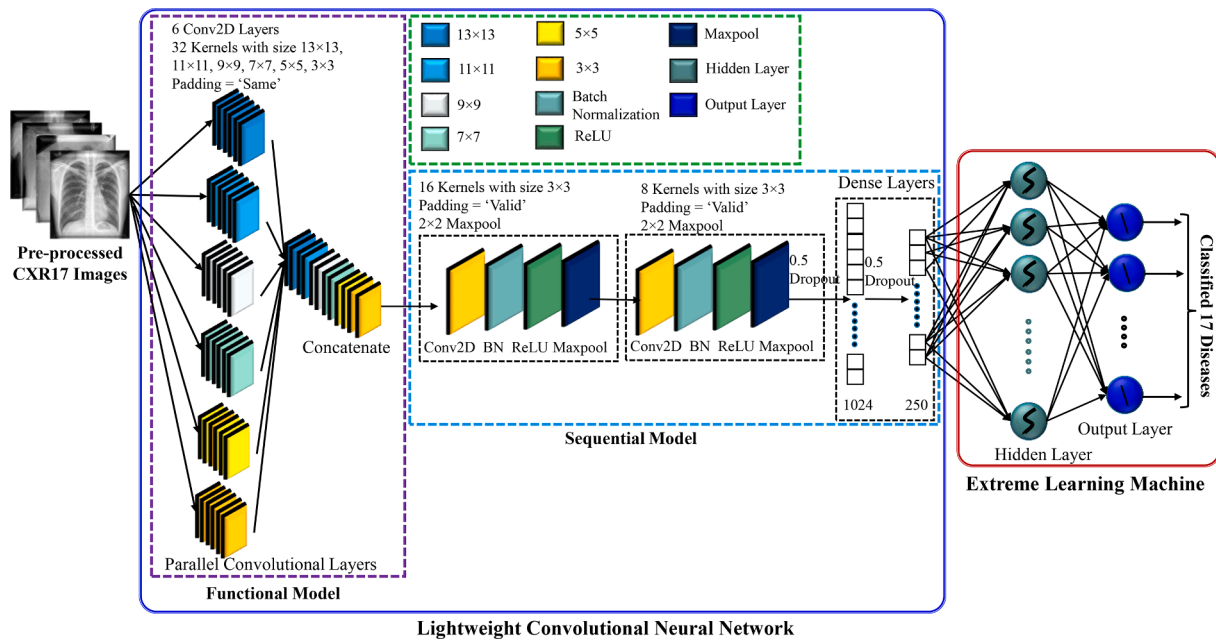 6 Conv2D Layers
32 Kernels with size 13×13,
11×11, 9×9, 7×7, 5×5, 3×3
Padding = ‘Same’
13×13
11×11
9×9
7×7
5×5
3×3
Batch
Normalization
ReLU
Maxpool
Hidden Layer
Output Layer
Pre-processed
CXR17 Images
Concatenate
Parallel Convolutional Layers
Functional Model
16 Kernels with size 3×3
Padding = ‘Valid’
2×2 Maxpool
Conv2D BN ReLU Maxpool
8 Kernels with size 3×3
Padding = ‘Valid’
2×2 Maxpool
Conv2D BN ReLU Maxpool
0.5
Dropout
Dense Layers
0.5
Dropout
1024
250
Sequential Model
Hidden Layer
Output Layer
Classified 17 Diseases
Extreme Learning Machine
Lightweight Convolutional Neural Network